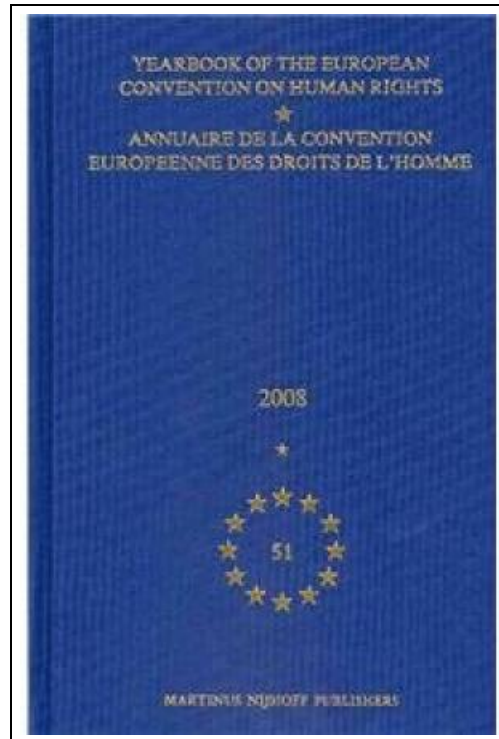 YEARBOOK OF THE EUROPEAN
CONVENTION ON HUMAN RIGHTS
ANNUAIRE DE LA CONVENTION
EUROPEENNE DES DROITS DE L'HOMME
2008
51
MARTINUS NIJHOFF PUBLISHERS